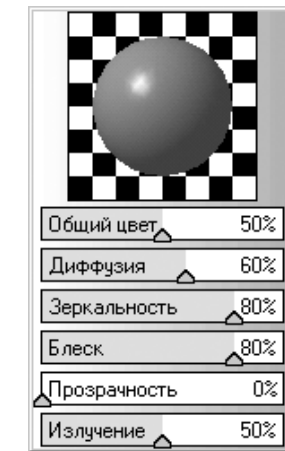 Общий цвет 50%
Диффузия 60%
Зеркальность 80%
Блеск 80%
Прозрачность 0%
Излучение 50%